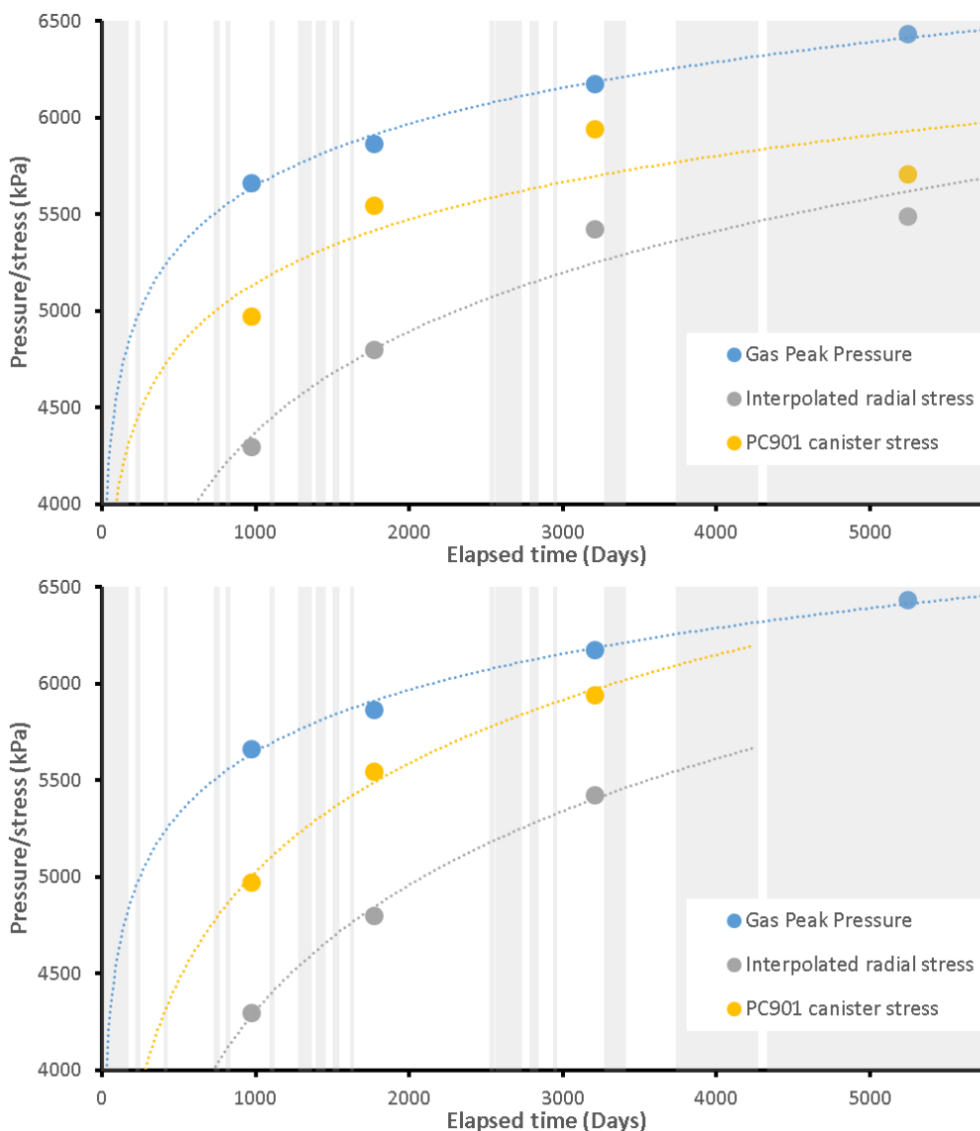 6500
6000
5500
5000
4500
4000
Pressure/stress (kPa)
Gas Peak Pressure
Interpolated radial stress
PC901 canister stress
0 1000 2000 3000 4000 5000
Elapsed time (Days)
6500
6000
5500
5000
4500
4000
Pressure/stress (kPa)
Gas Peak Pressure
Interpolated radial stress
PC901 canister stress
0 1000 2000 3000 4000 5000
Elapsed time (Days)